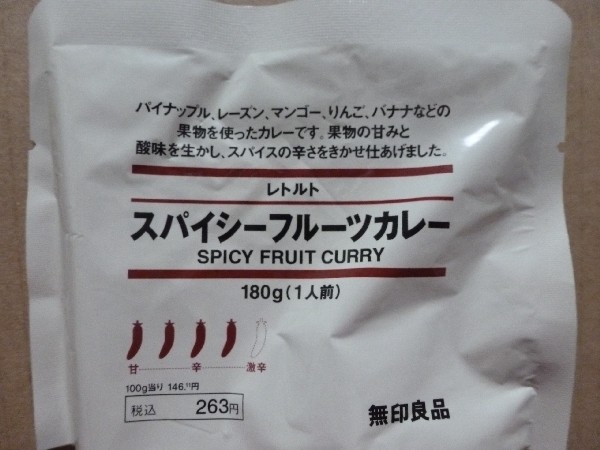 パイナップル、レーズン、マンゴー、りんご、バナナなどの
果物を使ったカレーです。果物の甘みと
酸味を生かし、スパイスの辛さをきかせ仕あげました。
レトルト
スパイシーフルーツカレー
SPICY FRUIT CURRY
180g(1人前)
甘 辛 激辛
100g当り 146.11円
税込 263円
無印良品